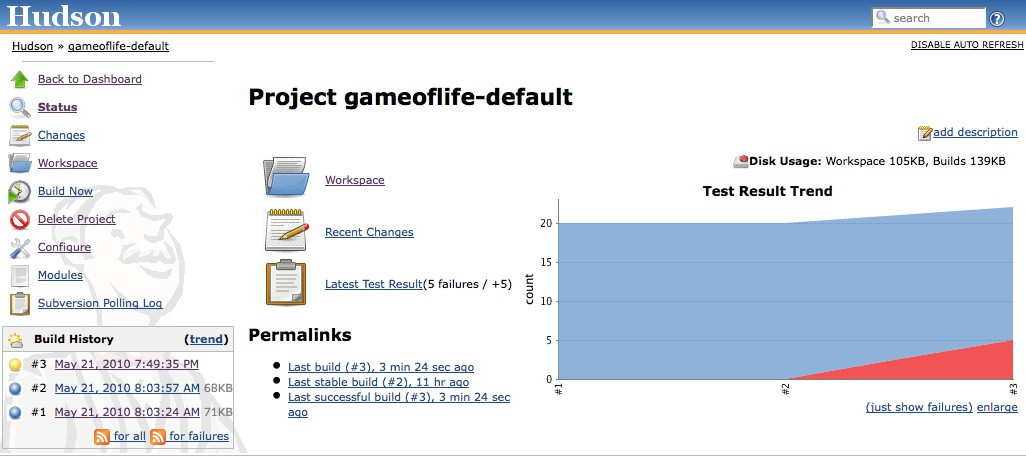 Hudson
search
Hudson » gameoflife-default
DISABLE AUTO REFRESH
Back to Dashboard
Status
Changes
Workspace
Build Now
Delete Project
Configure
Modules
Subversion Polling Log
Build History (trend)
#3 May 21, 2010 7:49:35 PM
#2 May 21, 2010 8:03:57 AM 68KB
#1 May 21, 2010 8:03:24 AM 71KB
for all for failures
Project gameoflife-default
add description
Disk Usage: Workspace 105KB, Builds 139KB
Workspace
Recent Changes
Latest Test Result(5 failures / +5)
Permalinks
Last build (#3), 3 min 24 sec ago
Last stable build (#2), 11 hr ago
Last successful build (#3), 3 min 24 sec
ago
Test Result Trend
count
20
15
10
5
0
#1
#2
#3
(just show failures) enlarge